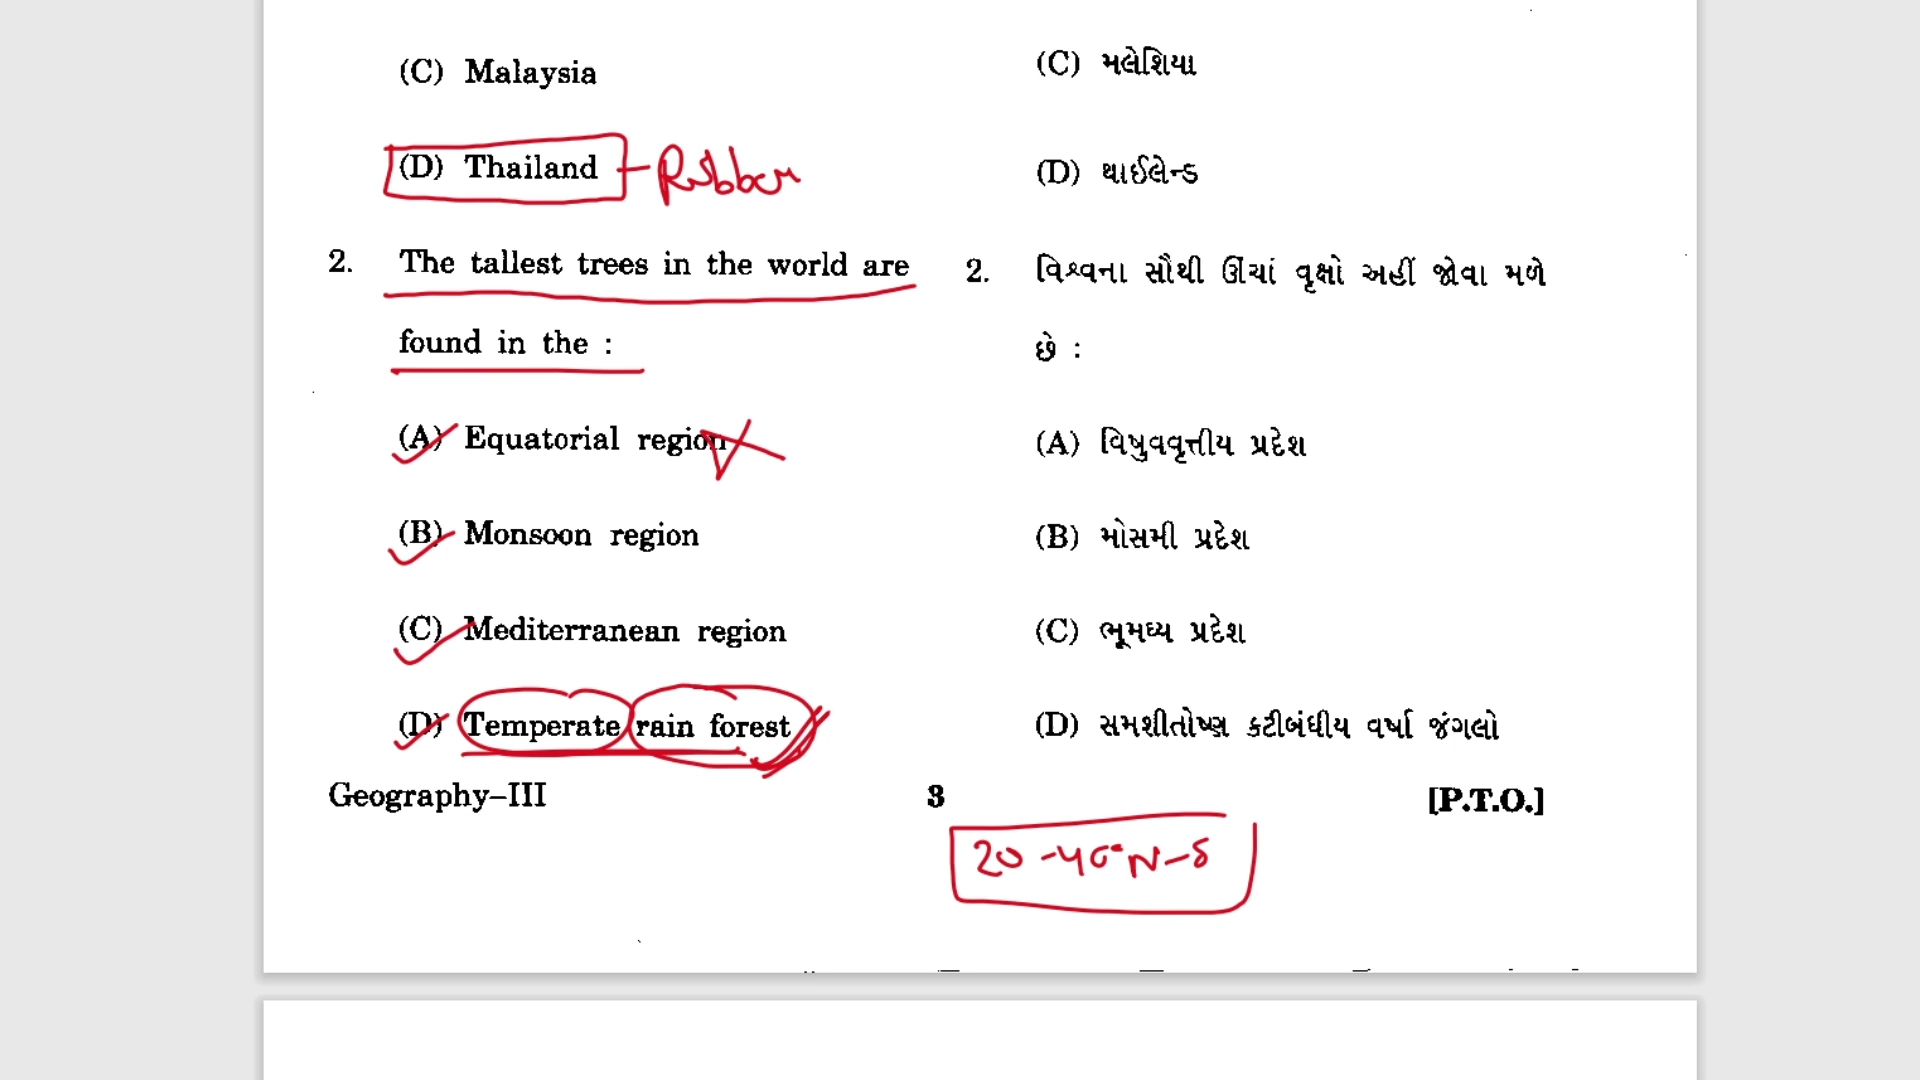 (C) Malaysia
(D) Thailand - Rubber
2. The tallest trees in the world are
found in the :
(A) Equatorial region
(B) Monsoon region
(C) Mediterranean region
(D) Temperate rain forest
Geography–III
(C) મલેશિયા
(D) થાઈલેન્ડ
2. વિશ્વના સૌથી ઊંચાં વૃક્ષો અહીં જોવા મળે
છે :
(A) વિષુવવૃત્તીય પ્રદેશ
(B) મોસમી પ્રદેશ
(C) ભૂમધ્ય પ્રદેશ
(D) સમશીતોષ્ણ કટીબંધીય વર્ષા જંગલો
3
[P.T.O.]
20-40° N-S